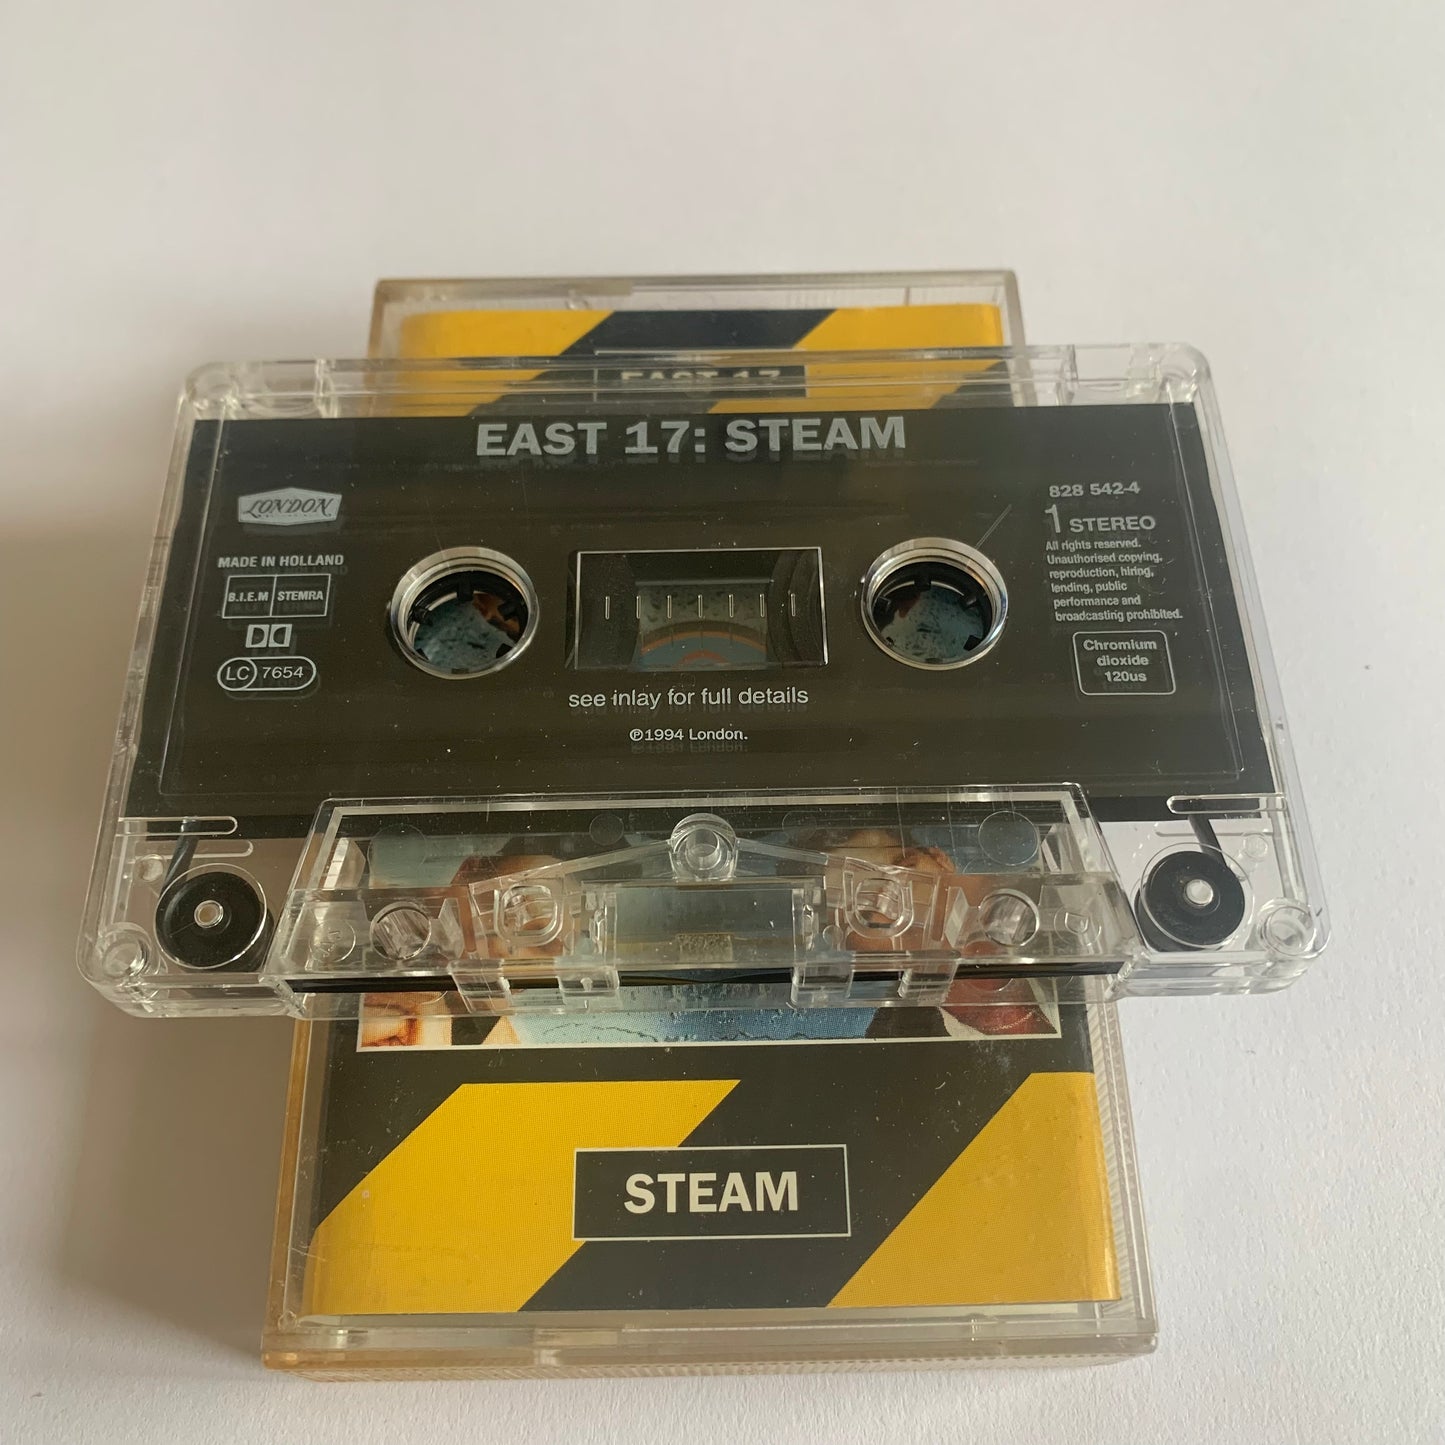 EAST 17
EAST 17: STEAM
LONDON
MADE IN HOLLAND
B.I.E.M STEMRA
LC 7654
828 542-4
1 STEREO
All rights reserved.
Unauthorised copying,
reproduction, hiring,
lending, public
performance and
broadcasting prohibited.
Chromium
dioxide
120us
see inlay for full details
℗1994 London.
STEAM